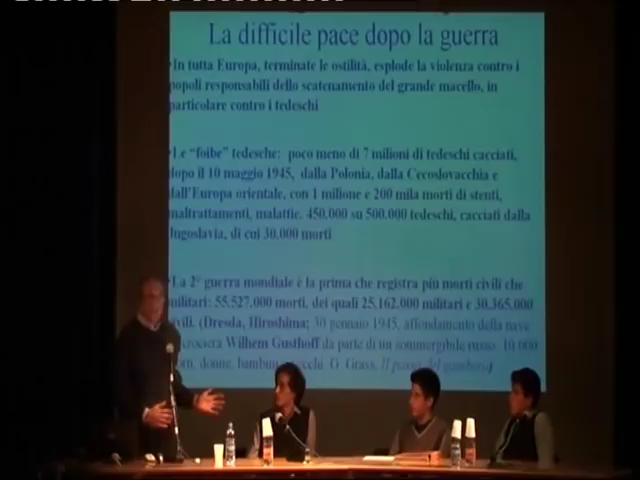 La difficile pace dopo la guerra
•In tutta Europa, terminate le ostilità, esplode la violenza contro i
popoli responsabili dello scatenamento del grande macello, in
particolare contro i tedeschi
•Le “foibe” tedesche: poco meno di 7 milioni di tedeschi cacciati,
dopo il 10 maggio 1945, dalla Polonia, dalla Cecoslovacchia e
dall'Europa orientale, con 1 milione e 200 mila morti di stenti,
maltrattamenti, malattie. 450.000 su 500.000 tedeschi, cacciati dalla
Iugoslavia, di cui 30.000 morti
•La 2° guerra mondiale è la prima che registra più morti civili che
militari: 55.527.000 morti, dei quali 25.162.000 militari e 30.365.000
civili. (Dresda, Hiroshima; 30 gennaio 1945, affondamento della nave
crociera Wilhem Gusthoff da parte di un sommergibile russo. 10.000
donne, bambini, vecchi. G. Grass, Il passo del gambero)